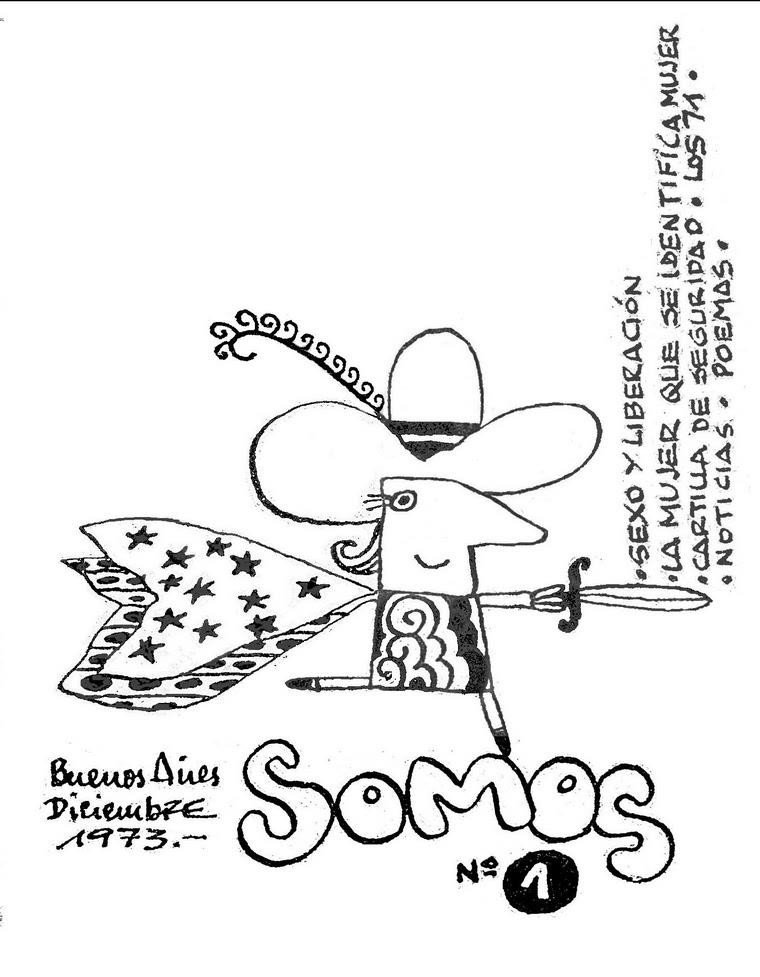 • SEXO Y LIBERACIÓN
• LA MUJER QUE SE IDENTIFICA MUJER
• CARTILLA DE SEGURIDAD • LOS 71 •
• NOTICIAS • POEMAS •
Buenos Aires
Diciembre
1973.—
SOMOS
Nº 1